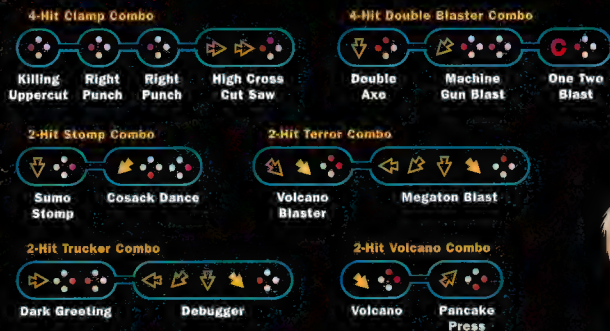 4-Hit Clamp Combo
Killing Uppercut
Right Punch
Right Punch
High Cross Cut Saw
4-Hit Double Blaster Combo
Double Axe
Machine Gun Blast
C
One Two Blast
2-Hit Stomp Combo
Sumo Stomp
Cosack Dance
2-Hit Terror Combo
Volcano Blaster
Megaton Blast
2-Hit Trucker Combo
Dark Greeting
Debugger
2-Hit Volcano Combo
Volcano
Pancake Press